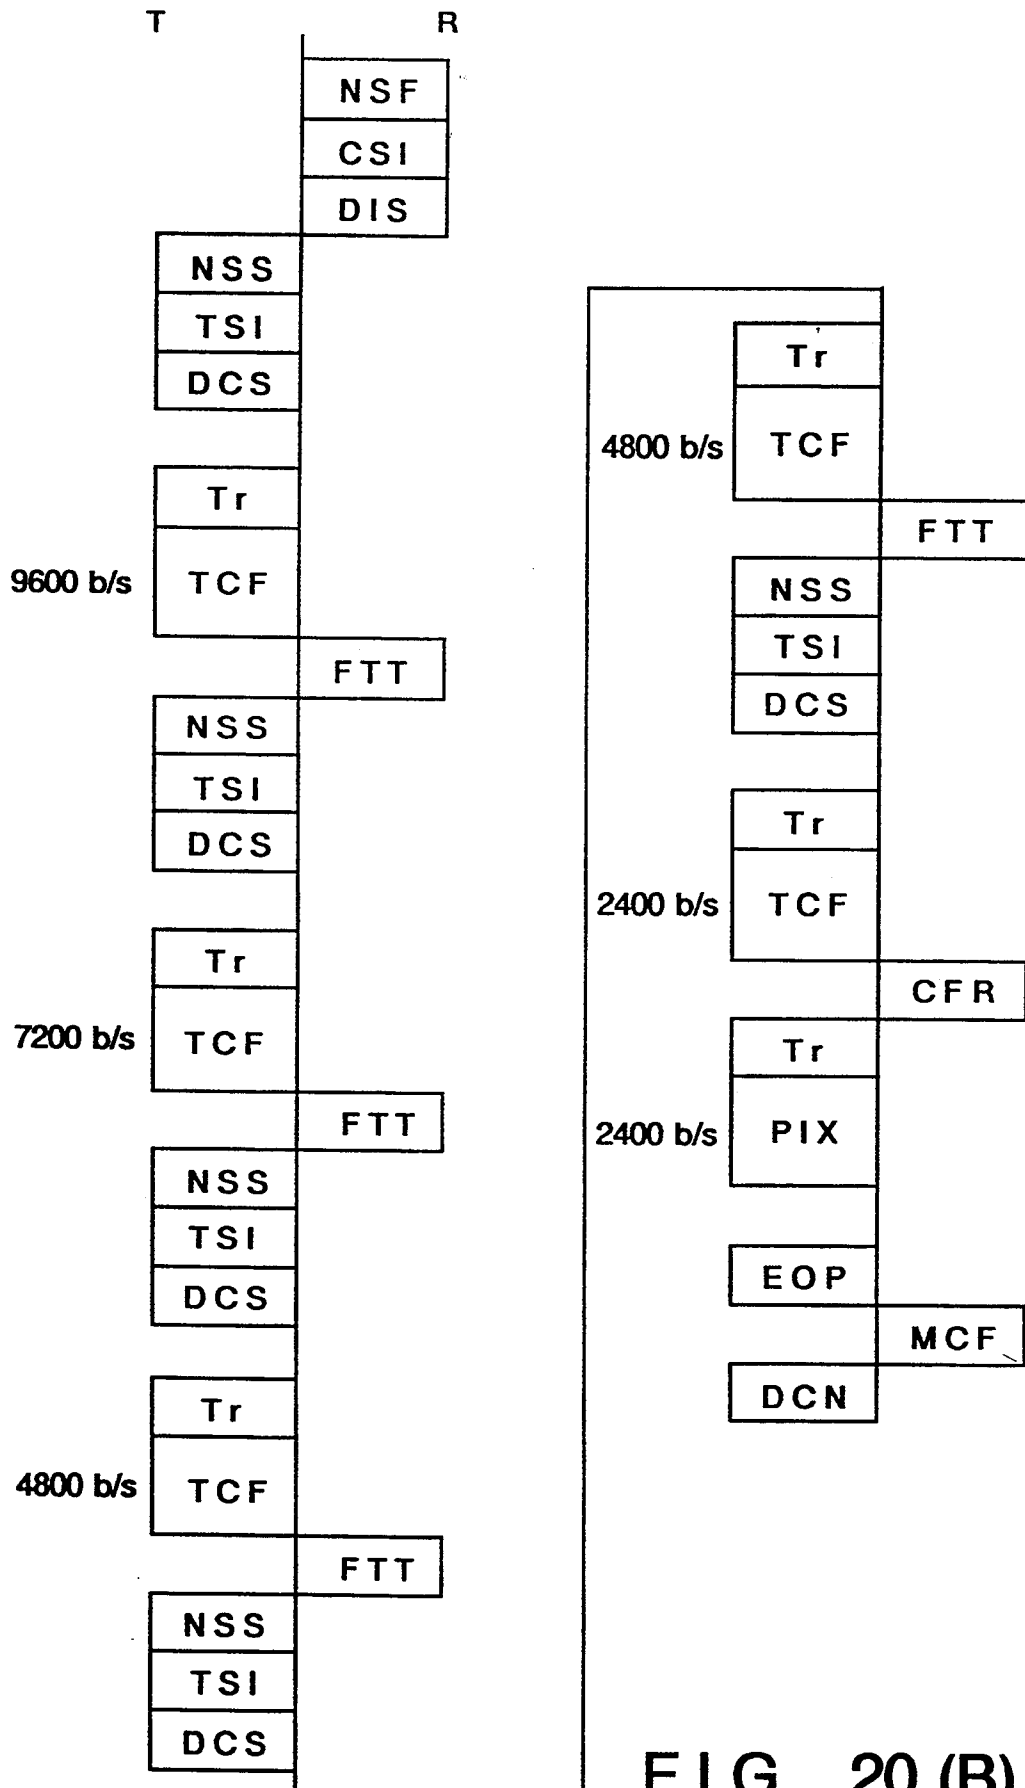 T
R
NSF
CSI
DIS
NSS
TSI
DCS
Tr
9600 b/s
TCF
FTT
NSS
TSI
DCS
Tr
7200 b/s
TCF
FTT
NSS
TSI
DCS
Tr
4800 b/s
TCF
FTT
NSS
TSI
DCS
Tr
4800 b/s
TCF
FTT
NSS
TSI
DCS
Tr
2400 b/s
TCF
CFR
Tr
2400 b/s
PIX
EOP
MCF
DCN
FIG. 20 (B)